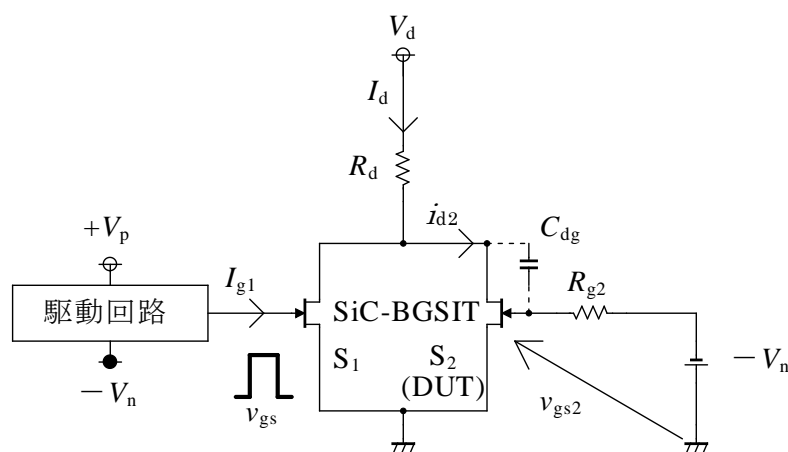 Vd
Id
Rd
id2
Cdg
+Vp
Ig1
Rg2
駆動回路
SiC-BGSIT
S1
S2
(DUT)
−Vn
−Vn
vgs
vgs2